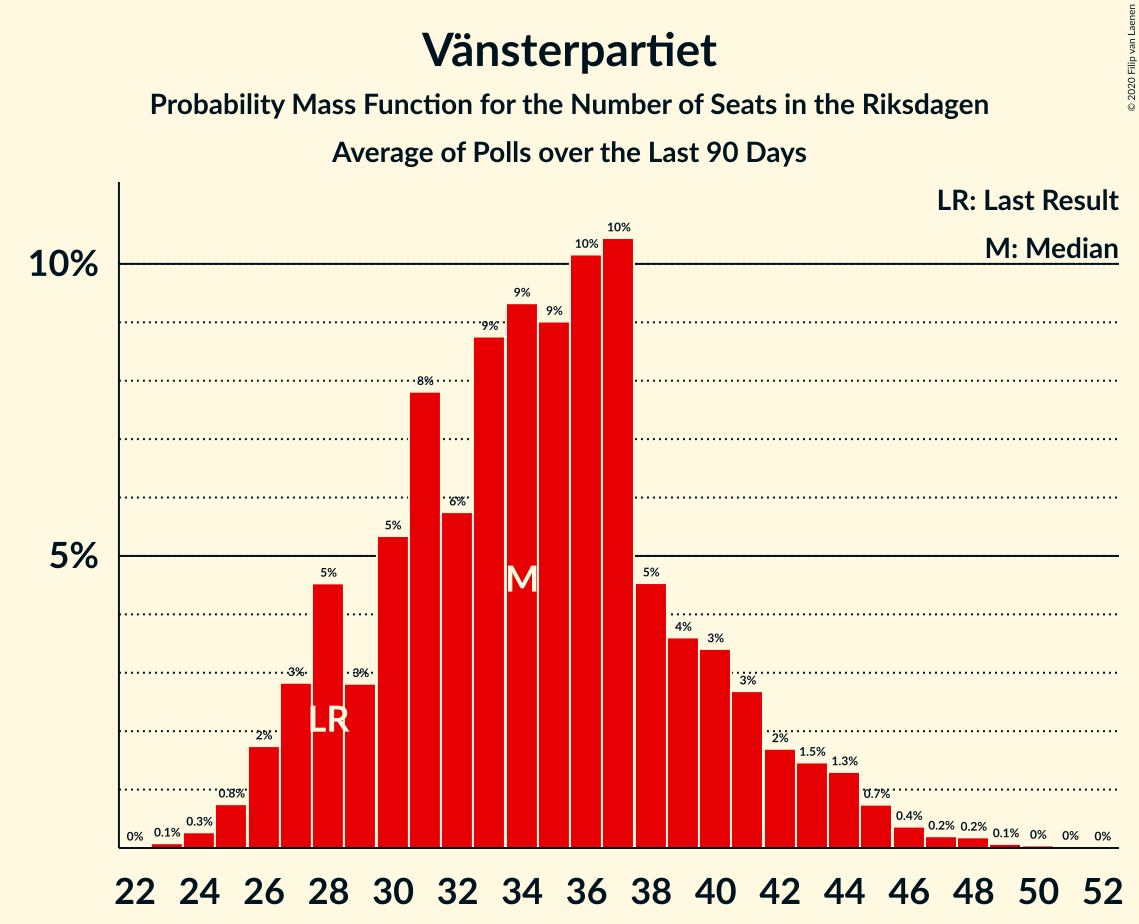 Vänsterpartiet
Probability Mass Function for the Number of Seats in the Riksdagen
Average of Polls over the Last 90 Days
© 2020 Filip van Laenen
LR: Last Result
M: Median
10%
5%
0% 0.1% 0.3% 0.8% 2% 3% 5% 3% 5% 8% 6% 9% 9% 9% 10% 10% 5% 4% 3% 3% 2% 1.5% 1.3% 0.7% 0.4% 0.2% 0.2% 0.1% 0% 0% 0%
M
LR
22 24 26 28 30 32 34 36 38 40 42 44 46 48 50 52